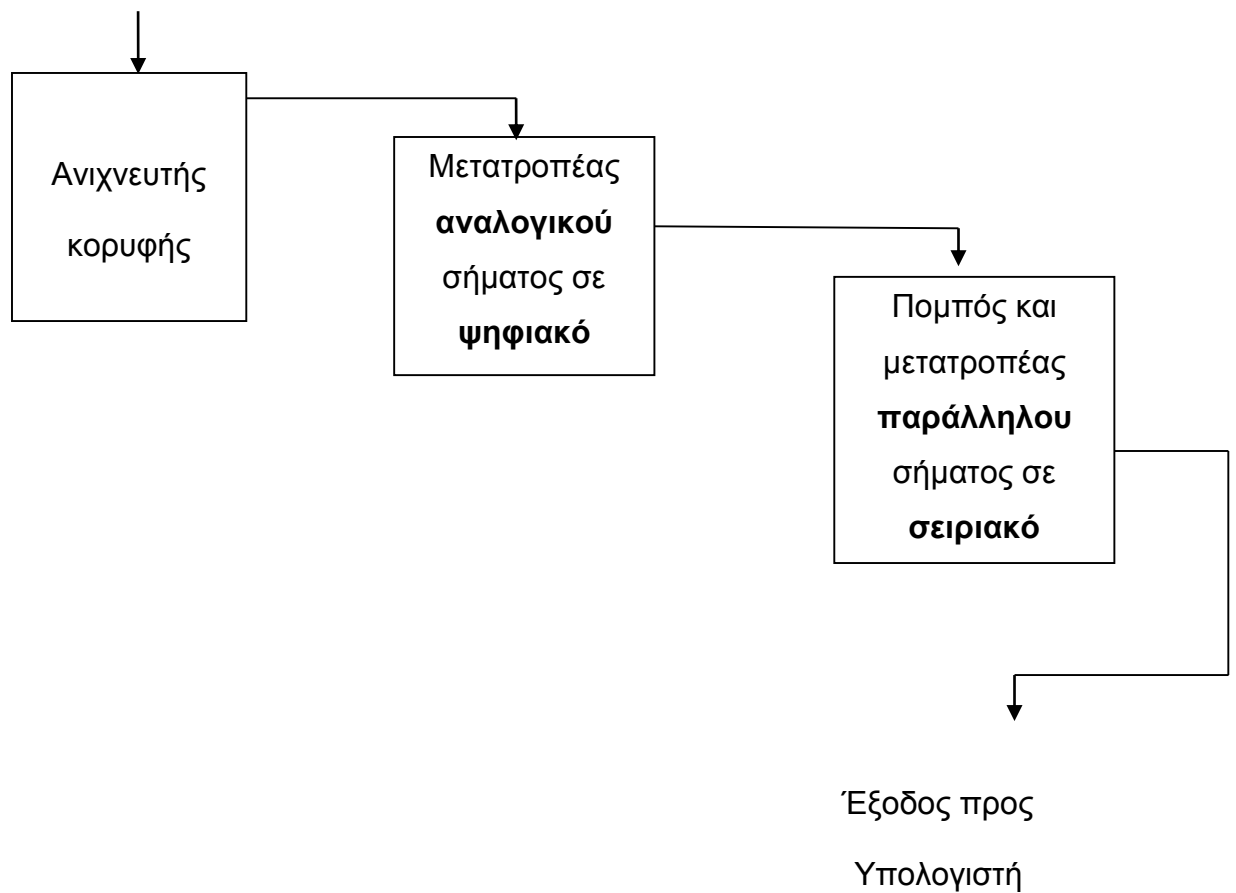 Ανιχνευτής
κορυφής
Μετατροπέας
αναλογικού
σήματος σε
ψηφιακό
Πομπός και
μετατροπέας
παράλληλου
σήματος σε
σειριακό
Έξοδος προς
Υπολογιστή